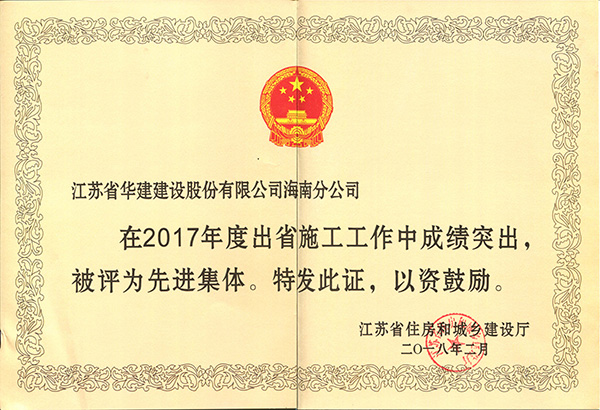 江苏省华建建设股份有限公司海南分公司
在2017年度出省施工工作中成绩突出，
被评为先进集体。特发此证，以资鼓励。
江苏省住房和城乡建设厅
二〇一八年二月